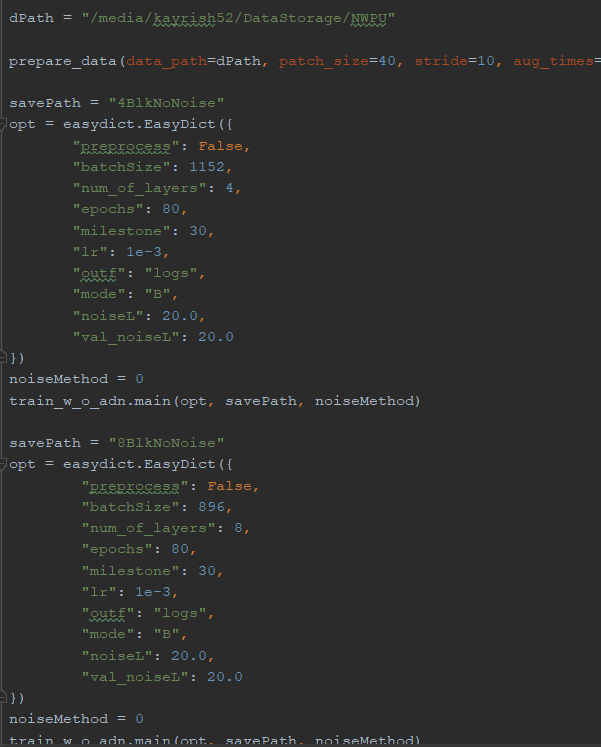 dPath = "/media/kayrish52/DataStorage/NWPU"
prepare_data(data_path=dPath, patch_size=40, stride=10, aug_times=
savePath = "4BlkNoNoise"
opt = easydict.EasyDict({
"preprocess": False,
"batchSize": 1152,
"num_of_layers": 4,
"epochs": 80,
"milestone": 30,
"lr": 1e-3,
"outf": "logs",
"mode": "B",
"noiseL": 20.0,
"val_noiseL": 20.0
})
noiseMethod = 0
train_w_o_adn.main(opt, savePath, noiseMethod)
savePath = "8BlkNoNoise"
opt = easydict.EasyDict({
"preprocess": False,
"batchSize": 896,
"num_of_layers": 8,
"epochs": 80,
"milestone": 30,
"lr": 1e-3,
"outf": "logs",
"mode": "B",
"noiseL": 20.0,
"val_noiseL": 20.0
})
noiseMethod = 0
train_w_o_adn.main(opt, savePath, noiseMethod)